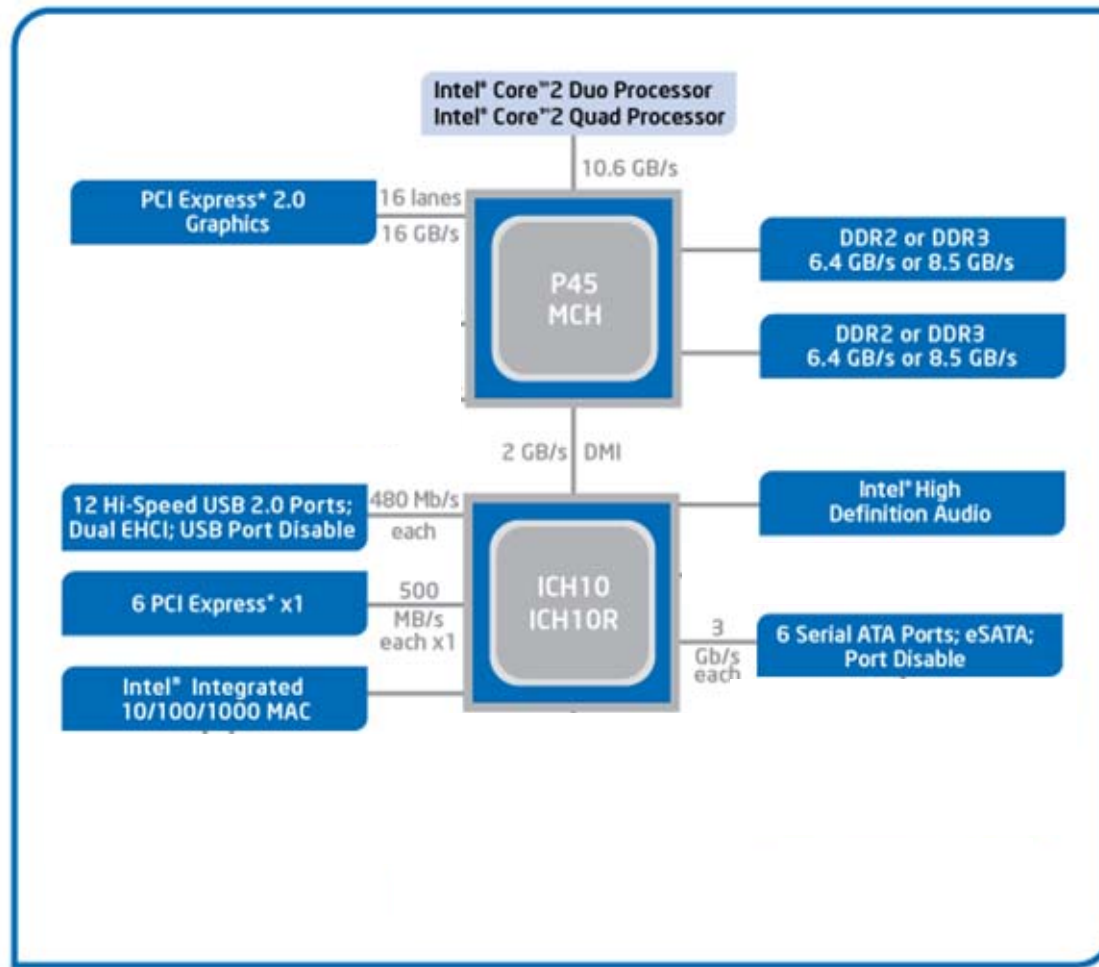 Intel® Core™2 Duo Processor
Intel® Core™2 Quad Processor
10.6 GB/s
PCI Express* 2.0
Graphics
16 lanes
16 GB/s
P45
MCH
DDR2 or DDR3
6.4 GB/s or 8.5 GB/s
DDR2 or DDR3
6.4 GB/s or 8.5 GB/s
2 GB/s DMI
12 Hi-Speed USB 2.0 Ports;
Dual EHCI; USB Port Disable
480 Mb/s
each
Intel® High
Definition Audio
6 PCI Express* x1
500
MB/s
each x1
ICH10
ICH10R
3
Gb/s
each
6 Serial ATA Ports; eSATA;
Port Disable
Intel® Integrated
10/100/1000 MAC